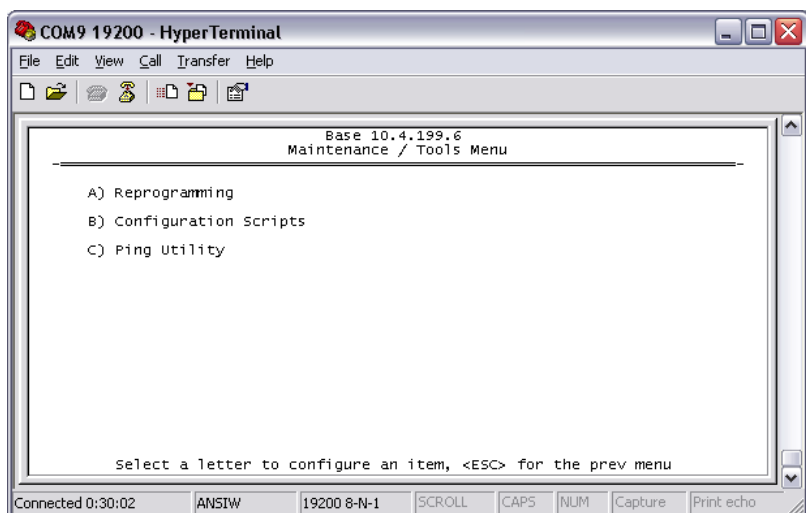 COM9 19200 - HyperTerminal
File Edit View Call Transfer Help
Base 10.4.199.6
Maintenance / Tools Menu
A) Reprogramming
B) Configuration Scripts
C) Ping Utility
Select a letter to configure an item, <ESC> for the prev menu
Connected 0:30:02 ANSIW 19200 8-N-1 SCROLL CAPS NUM Capture Print echo